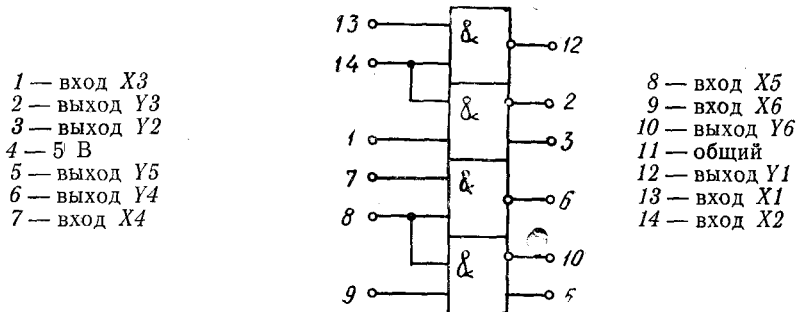 1 — вход X3
2 — выход Y3
3 — выход Y2
4 — 5 В
5 — выход Y5
6 — выход Y4
7 — вход X4
13
14
1
7
8
9
&
&
&
&
12
2
3
6
10
5
8 — вход X5
9 — вход X6
10 — выход Y6
11 — общий
12 — выход Y1
13 — вход X1
14 — вход X2